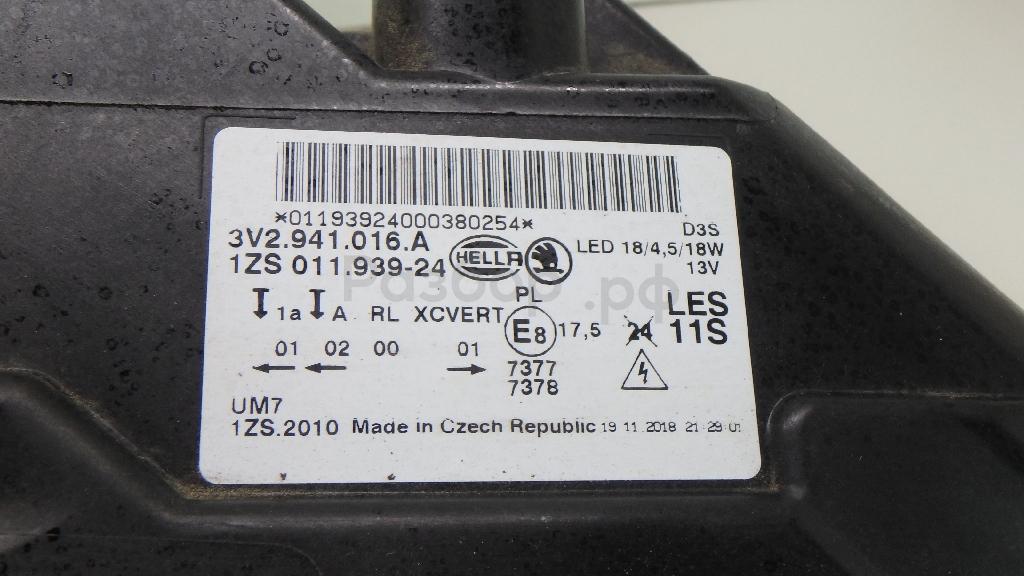 *01193924000380254*
3V2.941.016.A
1ZS 011.939-24
HELLA
D3S
LED 18/4,5/18W
13V
Разбор.рф
1a A RL XCVERT
PL
E8
17,5
24
LES
11S
01 02 00 01
7377
7378
UM7
1ZS.2010 Made in Czech Republic 19 11.2018 21:29:01